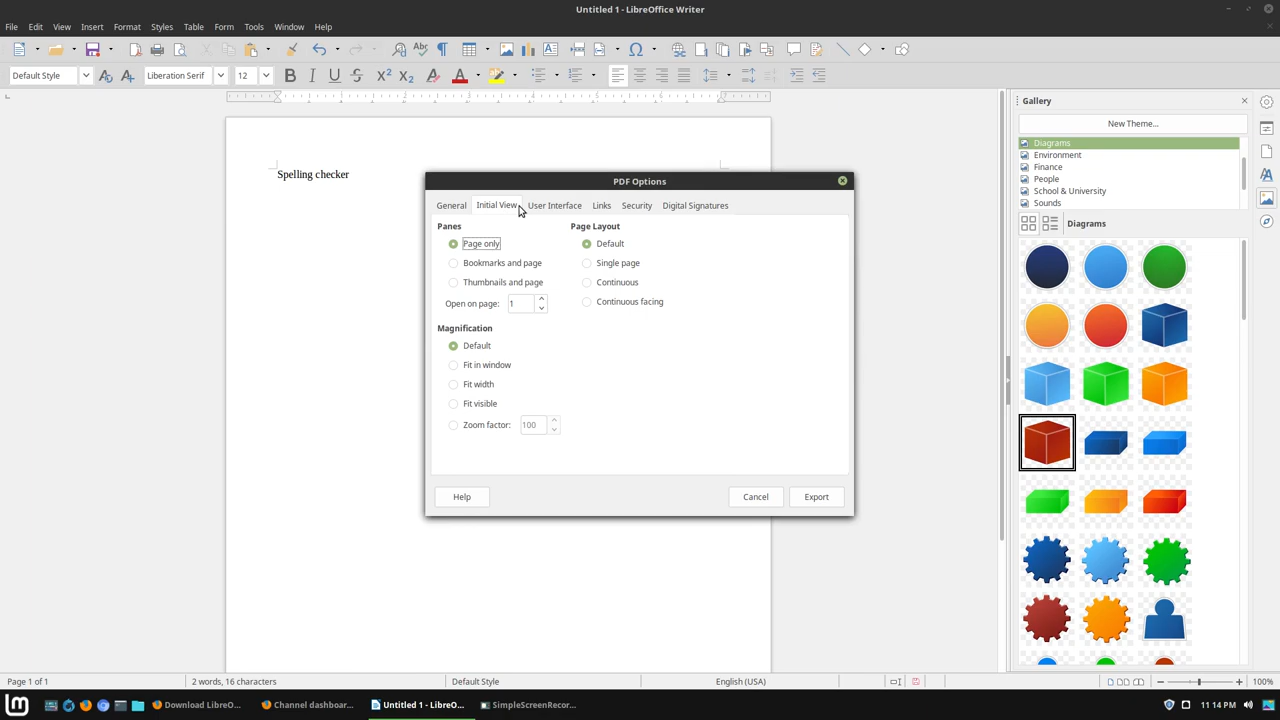 Untitled 1 - LibreOffice Writer
File Edit View Insert Format Styles Table Form Tools Window Help
Default Style Liberation Serif 12
Gallery
New Theme...
Diagrams
Environment
Finance
People
School & University
Sounds
Diagrams
Spelling checker
PDF Options
General Initial View User Interface Links Security Digital Signatures
Panes Page Layout
Page only Default
Bookmarks and page Single page
Thumbnails and page Continuous
Open on page: 1 Continuous facing
Magnification
Default
Fit in window
Fit width
Fit visible
Zoom factor: 100
Help Cancel Export
Page 1 of 1 2 words, 16 characters Default Style English (USA) 100%
Download LibreO... Channel dashboar... Untitled 1 - LibreO... SimpleScreenRecor... 11 14 PM